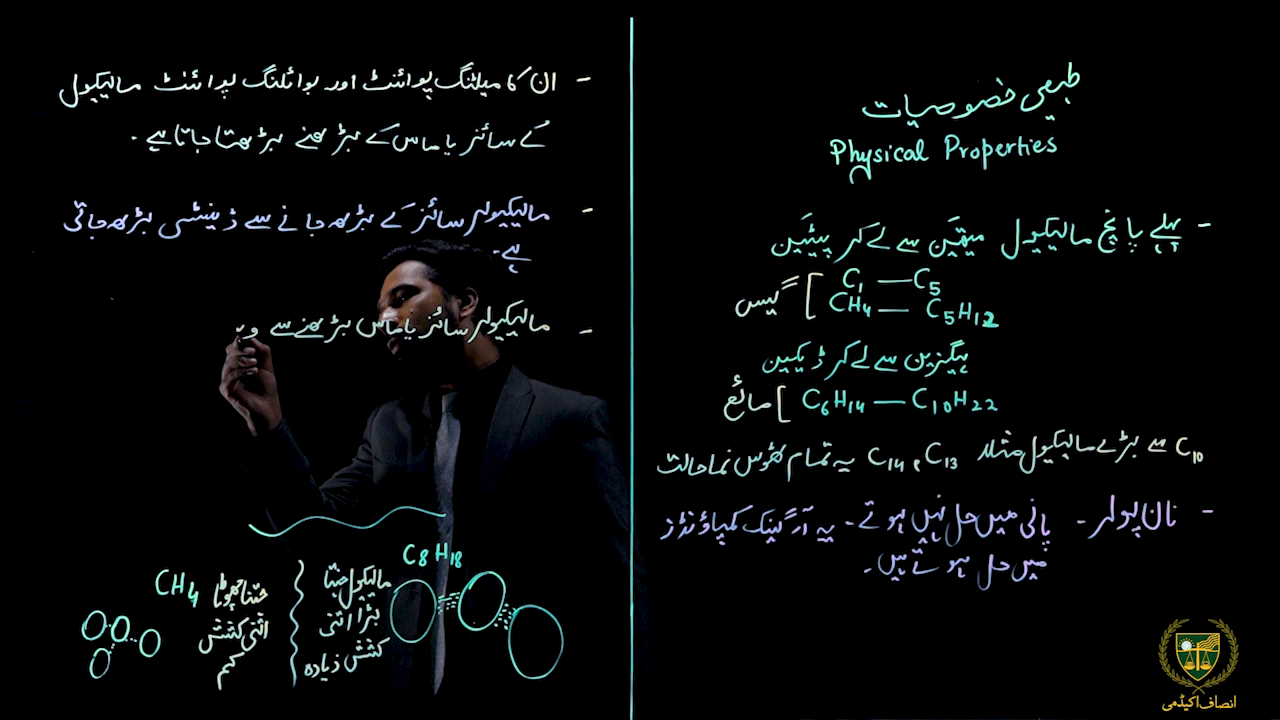 طبعی خصوصیات
Physical Properties
- پہلے پانچ مالیکیول میتھین سے لے کر پینٹین
C1 — C5
CH4 — C5H12 ] گیس
ہیگزین سے لے کر ڈیکین
C6H14 — C10H22 ] مائع
C10 سے بڑے مالیکیول مثلاً C13 , C14 یہ تمام ٹھوس نما حالت
- نان پولر - پانی میں حل نہیں ہوتے - یہ آرگینک کمپاؤنڈز
میں حل ہوتے ہیں -
- ان کا میلٹنگ پوائنٹ اور بوائلنگ پوائنٹ مالیکیول
کے سائز یا ماس کے بڑھنے بڑھتا جاتا ہے -
- مالیکیولر سائز کے بڑھ جانے سے ڈینسٹی بڑھ جاتی
ہے -
- مالیکیولر سائز یا ماس بڑھنے سے
C8H18
مالیکیول جتنا
بڑا اتنی
کشش زیادہ
CH4
جتنا چھوٹا
اتنی کشش
کم
انصاف اکیڈمی